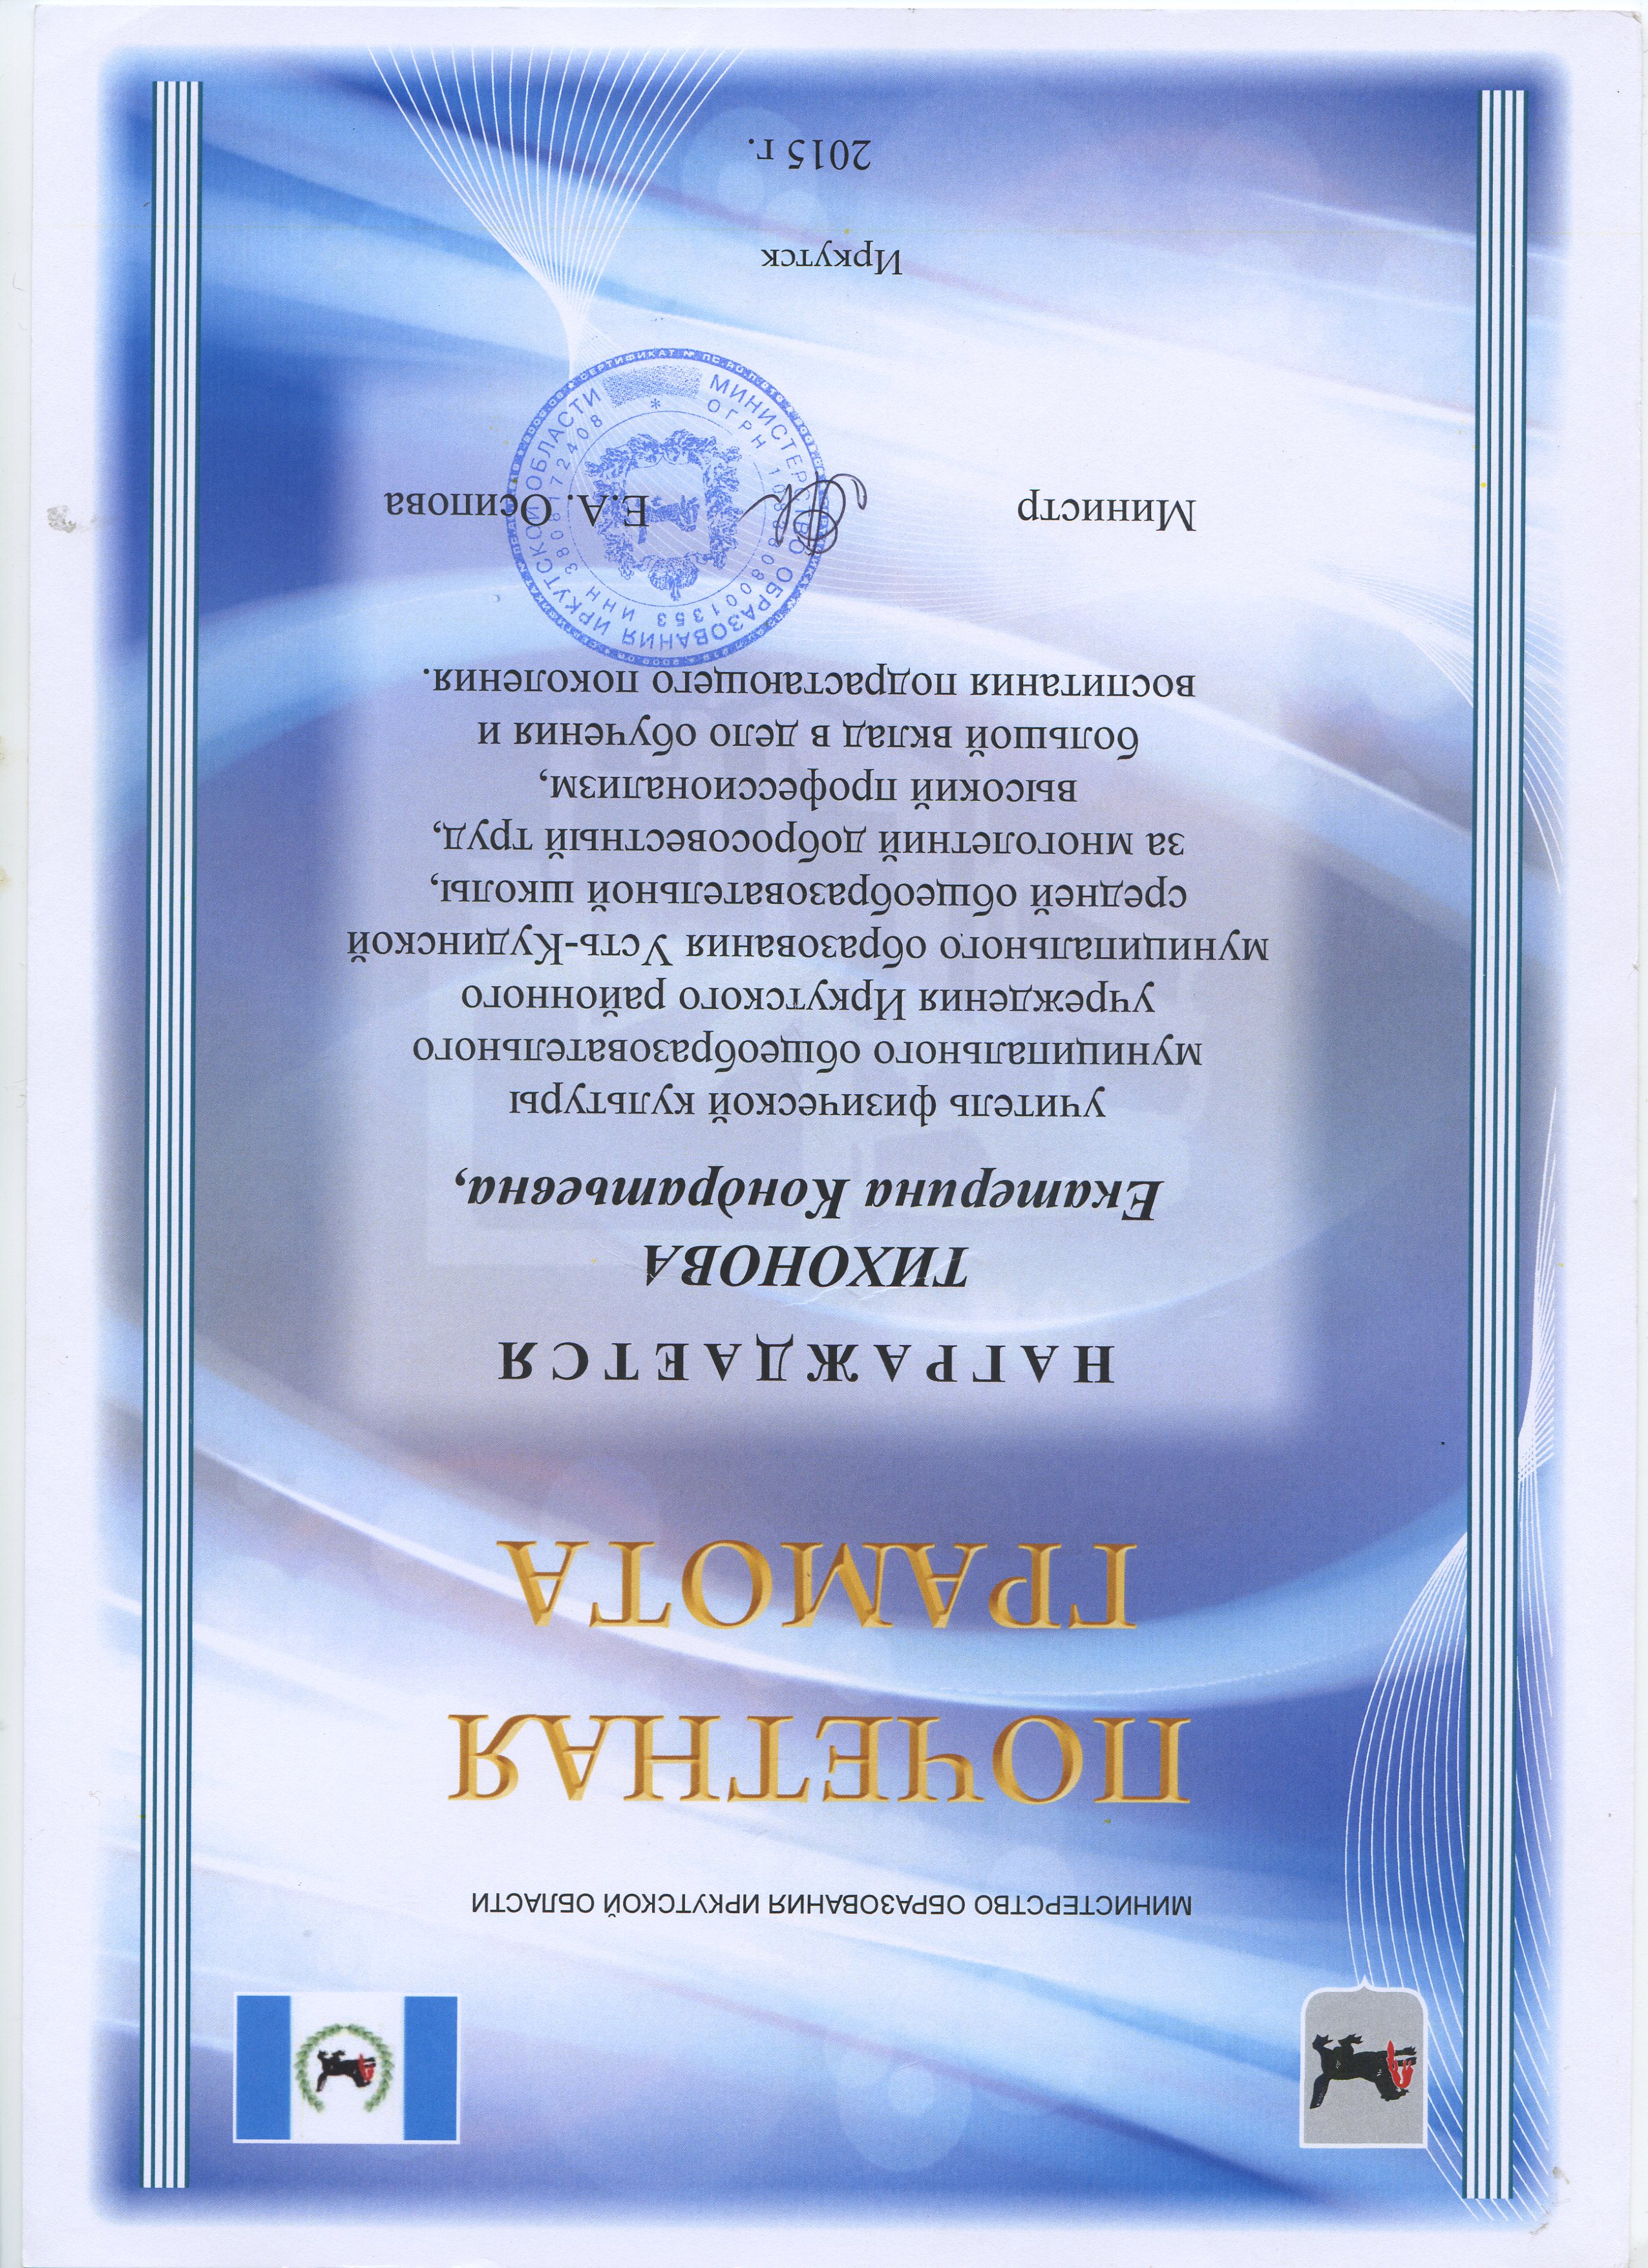 МИНИСТЕРСТВО ОБРАЗОВАНИЯ ИРКУТСКОЙ ОБЛАСТИ
ПОЧЕТНАЯ
ГРАМОТА
НАГРАЖДАЕТСЯ
ТИХОНОВА
Екатерина Кондратьевна,
учитель физической культуры
муниципального общеобразовательного
учреждения Иркутского районного
муниципального образования Усть-Кудинской
средней общеобразовательной школы,
за многолетний добросовестный труд,
высокий профессионализм,
большой вклад в дело обучения и
воспитания подрастающего поколения.
Министр Е.А. Осипова
МИНИСТЕРСТВО ОБРАЗОВАНИЯ ИРКУТСКОЙ ОБЛАСТИ
ОГРН 1083808001353 ИНН 3808172408
Иркутск
2015 г.